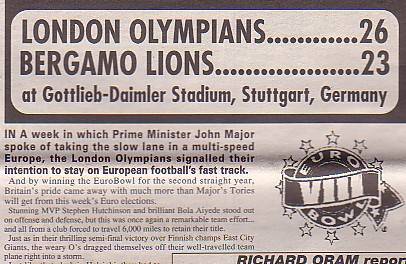 LONDON OLYMPIANS.............26
BERGAMO LIONS.....................23
at Gottlieb-Daimler Stadium, Stuttgart, Germany
IN A week in which Prime Minister John Major
spoke of taking the slow lane in a multi-speed
Europe, the London Olympians signalled their
intention to stay on European football's fast track.
And by winning the EuroBowl for the second straight year,
Britain's pride came away with much more than Major's Tories
will get from this week's Euro elections.
Stunning MVP Stephen Hutchinson and brilliant Bola Aiyede stood out
on offense and defense, but this was once again a remarkable team effort...
and all from a club forced to travel 6,000 miles to retain their title.
Just as in their thrilling semi-final victory over Finnish champs East City
Giants, the weary O's dragged themselves off their well-travelled team
plane right into a storm.
EURO
VIII
BOWL
RICHARD ORAM repor